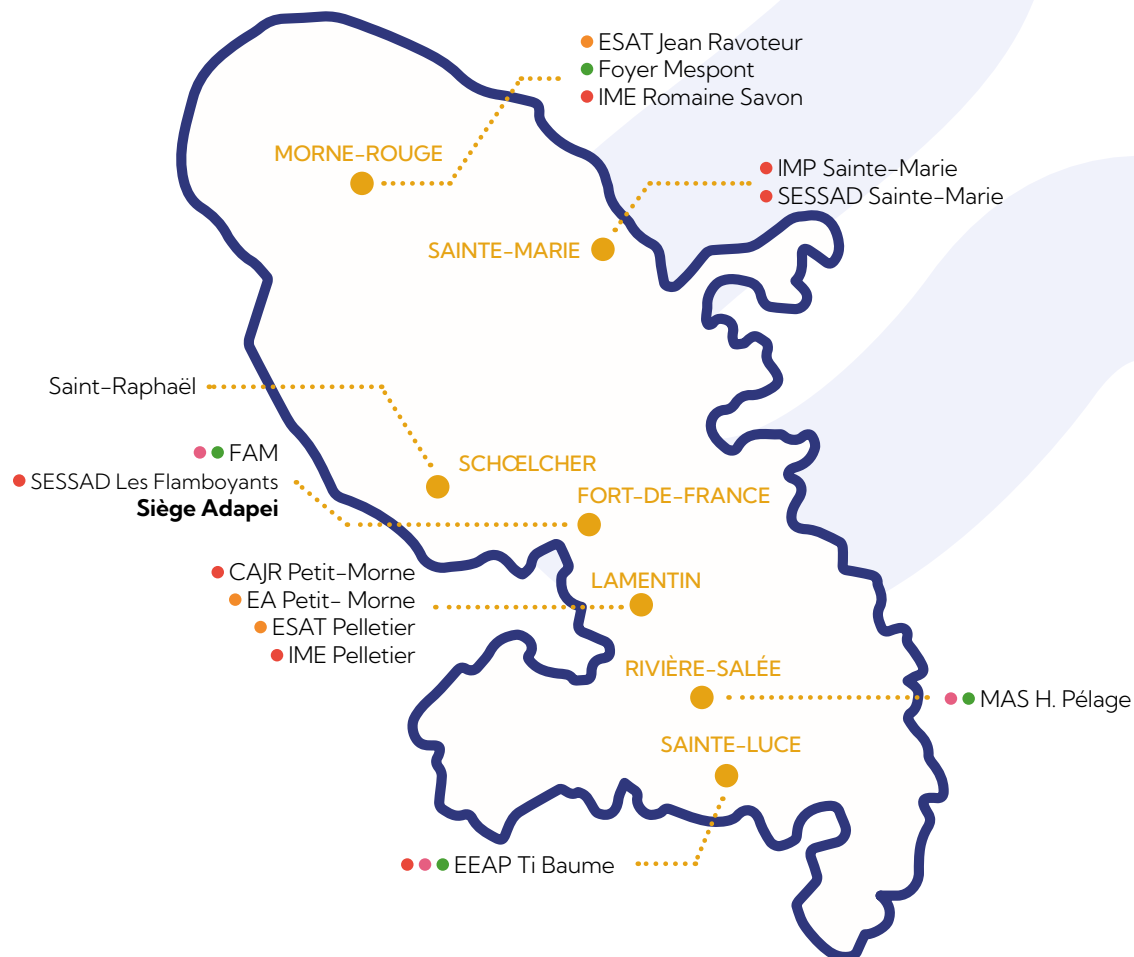 ESAT Jean Ravoteur
Foyer Mespont
IME Romaine Savon
MORNE-ROUGE
IMP Sainte-Marie
SESSAD Sainte-Marie
SAINTE-MARIE
Saint-Raphaël
FAM
SESSAD Les Flamboyants
Siège Adapei
SCHŒLCHER
FORT-DE-FRANCE
CAJR Petit-Morne
EA Petit- Morne
ESAT Pelletier
IME Pelletier
LAMENTIN
RIVIÈRE-SALÉE
MAS H. Pélage
SAINTE-LUCE
EEAP Ti Baume